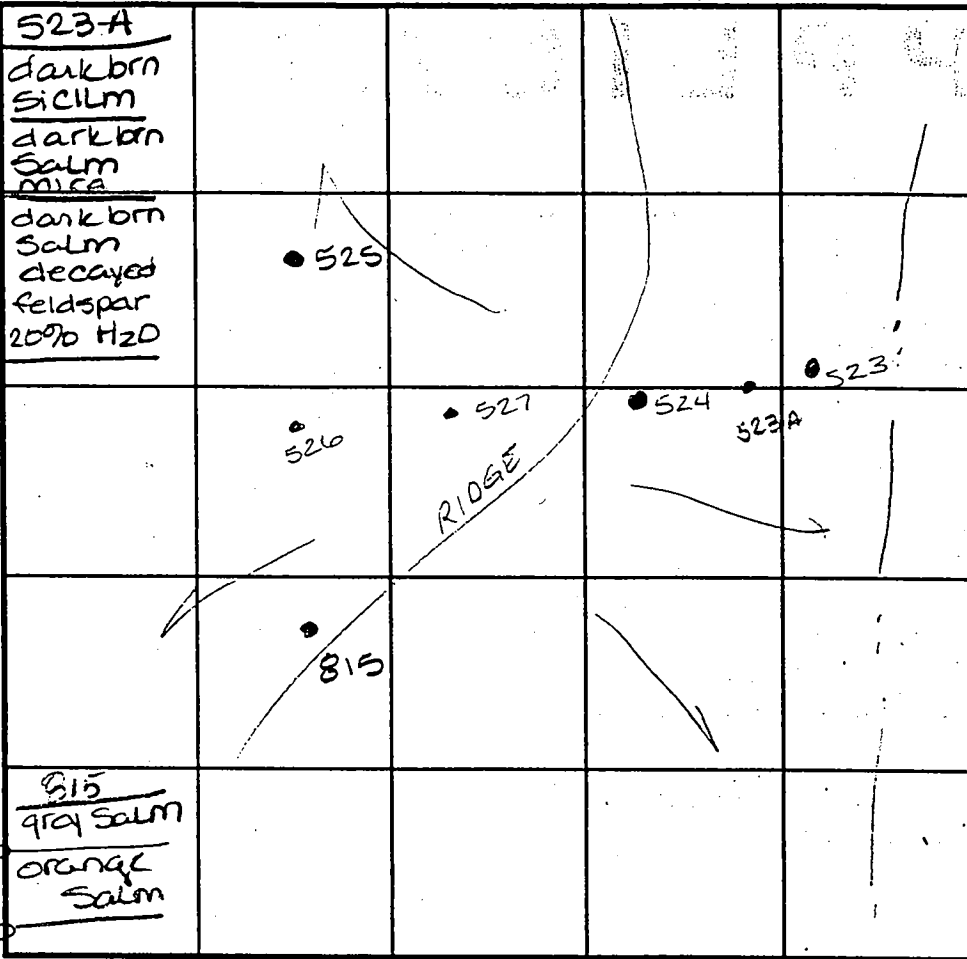 523-A
dark brn
SiClLm
dark brn
SaLm
mica
dark brn
SaLm
decayed
feldspar
20% H2O
525
523
527
524
523A
526
RIDGE
815
815
gray SaLm
orange
SaLm